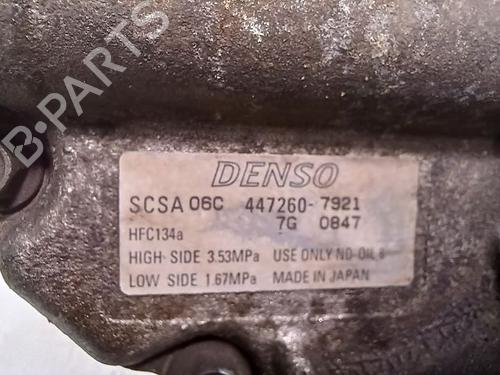 B-PARTS
DENSO
SCSA 06C 447260-7921
7G 0847
HFC134a
HIGH-SIDE 3.53MPa USE ONLY ND-OIL 8
LOW SIDE 1.67MPa MADE IN JAPAN